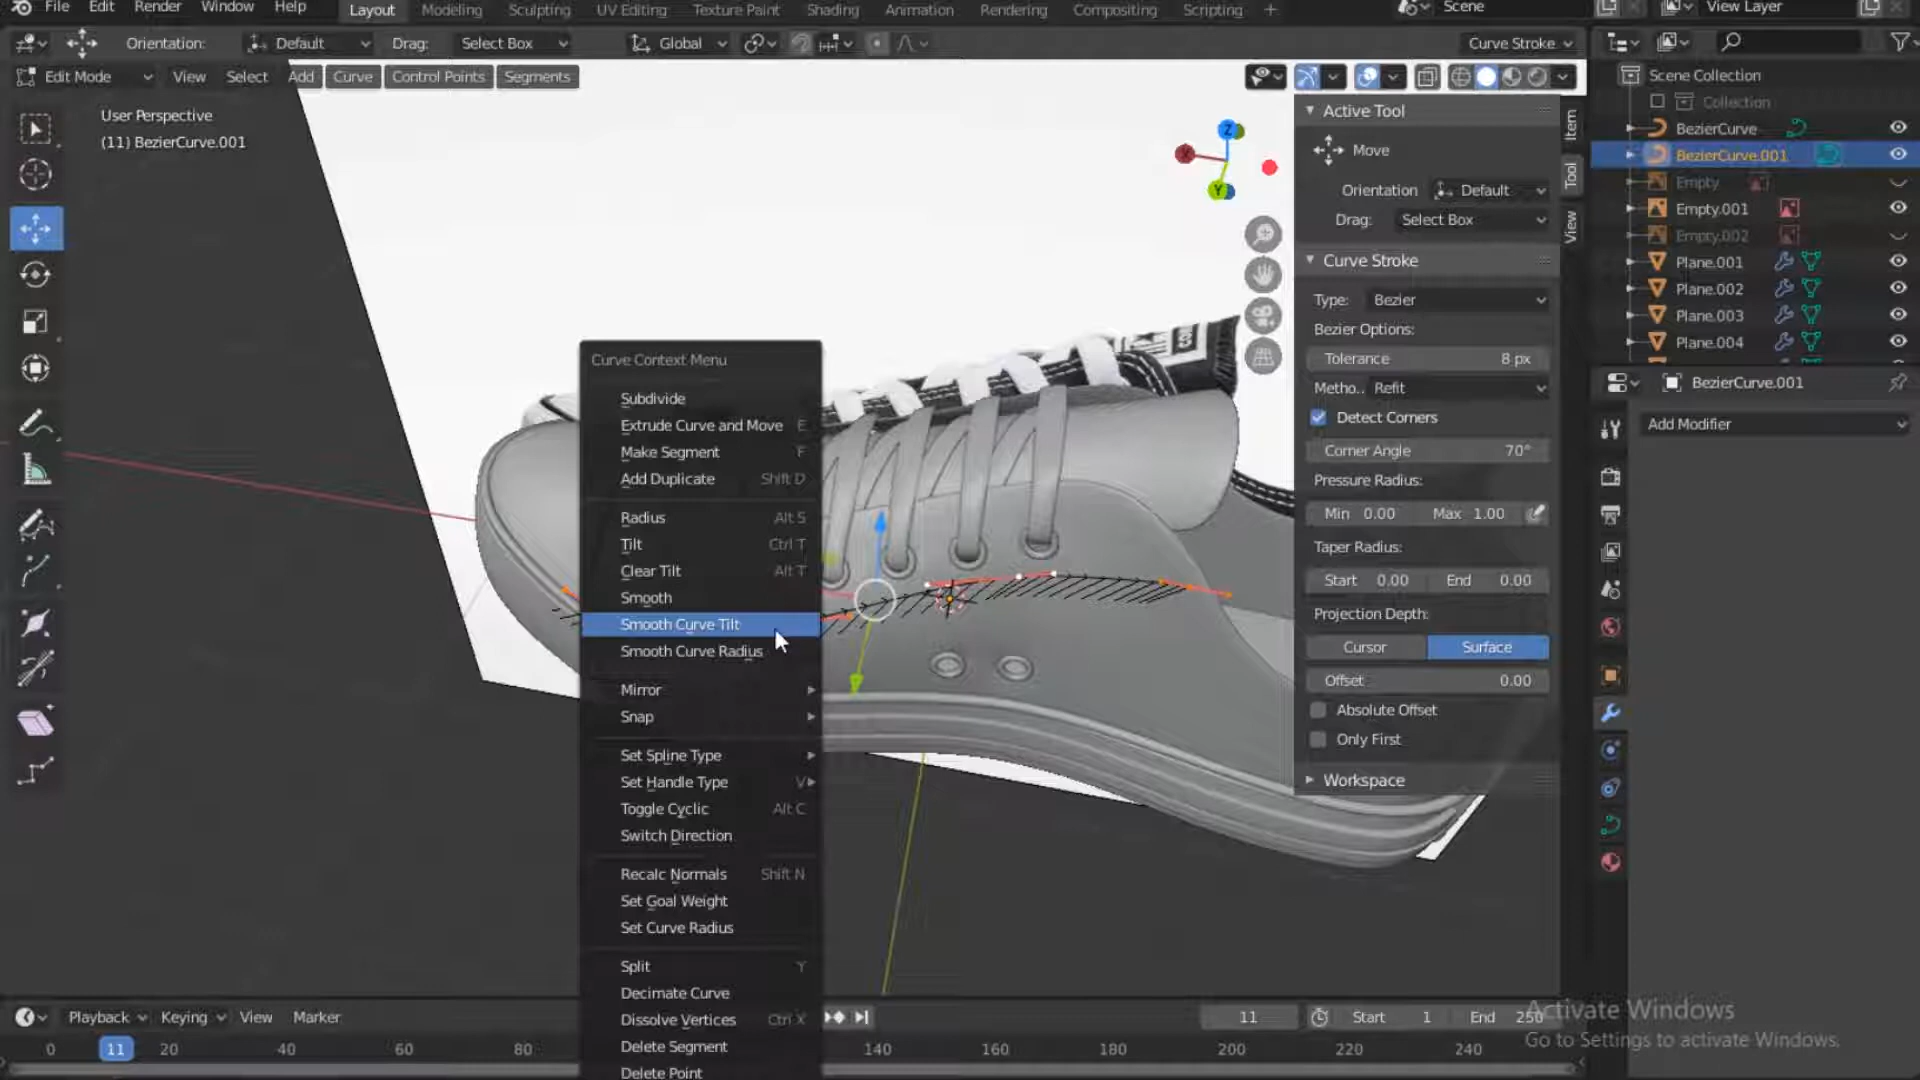 File Edit Render Window Help Layout Modeling Sculpting UV Editing Texture Paint Shading Animation Rendering Compositing Scripting + Scene View Layer
Orientation: Default Drag: Select Box Global Curve Stroke
Edit Mode View Select Add Curve Control Points Segments
User Perspective
(11) BezierCurve.001
Z
X
Y
Curve Context Menu
Subdivide
Extrude Curve and Move E
Make Segment F
Add Duplicate Shift D
Radius Alt S
Tilt Ctrl T
Clear Tilt Alt T
Smooth
Smooth Curve Tilt
Smooth Curve Radius
Mirror
Snap
Set Spline Type
Set Handle Type V
Toggle Cyclic Alt C
Switch Direction
Recalc Normals Shift N
Set Goal Weight
Set Curve Radius
Split Y
Decimate Curve
Dissolve Vertices Ctrl X
Delete Segment
Delete Point
Active Tool
Move
Orientation Default
Drag: Select Box
Curve Stroke
Type: Bezier
Bezier Options:
Tolerance 8 px
Metho.. Refit
Detect Corners
Corner Angle 70°
Pressure Radius:
Min 0.00 Max 1.00
Taper Radius:
Start 0.00 End 0.00
Projection Depth:
Cursor Surface
Offset 0.00
Absolute Offset
Only First
Workspace
Item
Tool
View
Scene Collection
Collection
BezierCurve
BezierCurve.001
Empty
Empty.001
Empty.002
Plane.001
Plane.002
Plane.003
Plane.004
BezierCurve.001
Add Modifier
Playback Keying View Marker 11 Start 1 End 250
0 11 20 40 60 80 140 160 180 200 220 240
Activate Windows
Go to Settings to activate Windows.